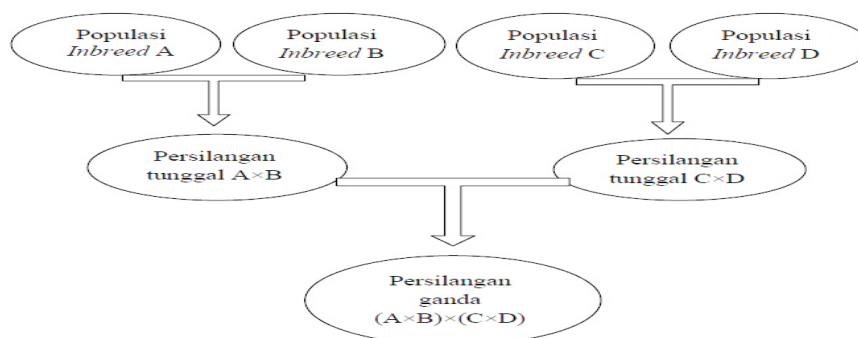 Populasi
Inbreed A
Populasi
Inbreed B
Populasi
Inbreed C
Populasi
Inbreed D
Persilangan
tunggal A×B
Persilangan
tunggal C×D
Persilangan
ganda
(A×B)×(C×D)